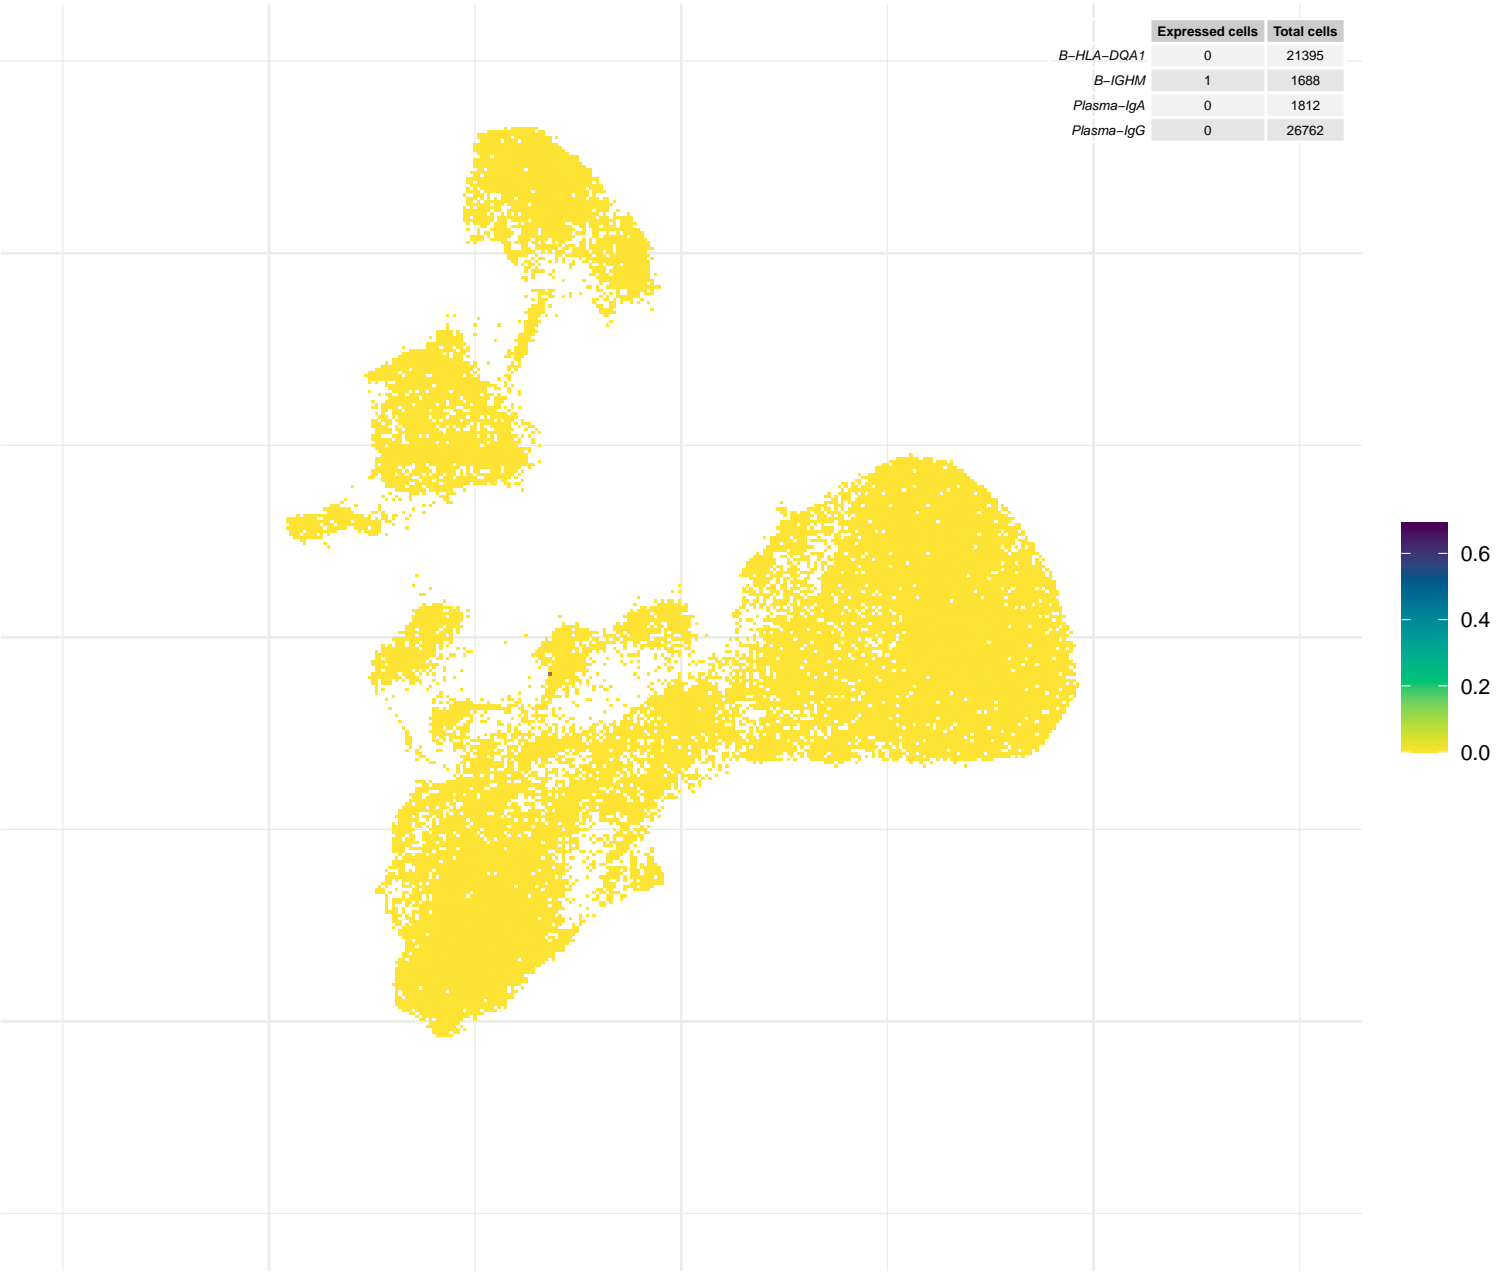 Expressed cells Total cells
B−HLA−DQA1 0 21395
B−IGHM 1 1688
Plasma−IgA 0 1812
Plasma−IgG 0 26762
0.6
0.4
0.2
0.0